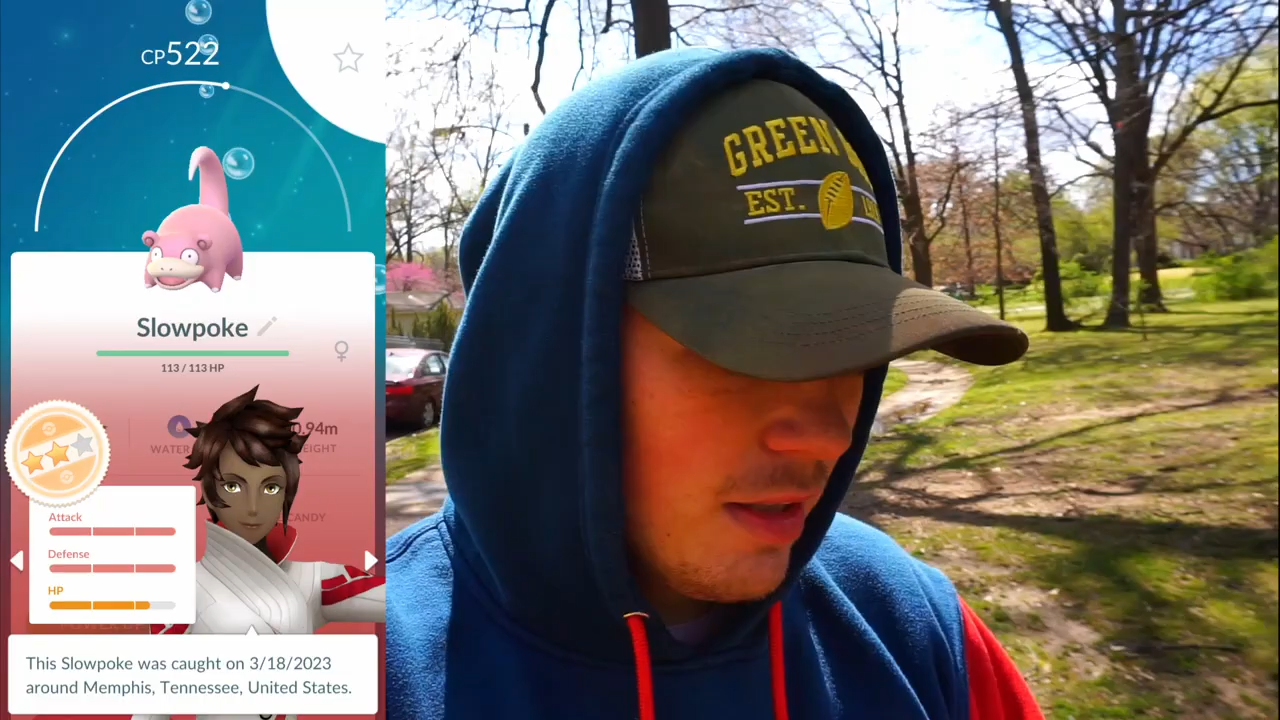 CP522
Slowpoke
113 / 113 HP
0.94m
WATER
EIGHT
CANDY
Attack
Defense
HP
This Slowpoke was caught on 3/18/2023
around Memphis, Tennessee, United States.
GREEN
EST.